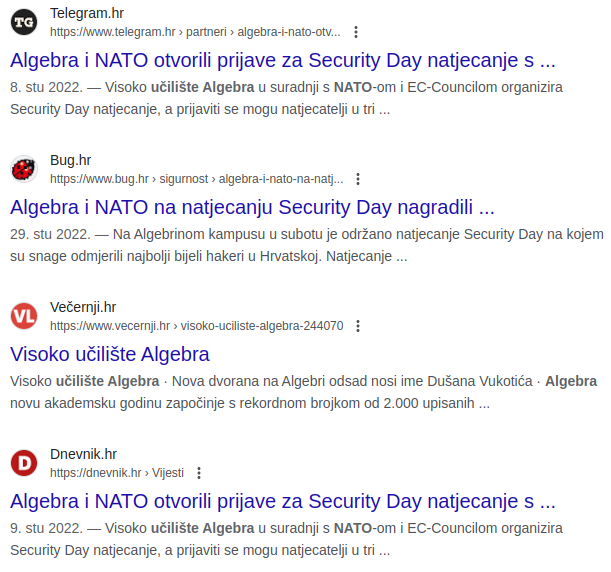 TG
Telegram.hr
https://www.telegram.hr › partneri › algebra-i-nato-otv...
Algebra i NATO otvorili prijave za Security Day natjecanje s ...
8. stu 2022. — Visoko učilište Algebra u suradnji s NATO-om i EC-Councilom organizira
Security Day natjecanje, a prijaviti se mogu natjecatelji u tri ...
Bug.hr
https://www.bug.hr › sigurnost › algebra-i-nato-na-natj...
Algebra i NATO na natjecanju Security Day nagradili ...
29. stu 2022. — Na Algebrinom kampusu u subotu je održano natjecanje Security Day na kojem
su snage odmjerili najbolji bijeli hakeri u Hrvatskoj. Natjecanje ...
VL
Večernji.hr
https://www.vecernji.hr › visoko-uciliste-algebra-244070
Visoko učilište Algebra
Visoko učilište Algebra · Nova dvorana na Algebri odsad nosi ime Dušana Vukotića · Algebra
novu akademsku godinu započinje s rekordnom brojkom od 2.000 upisanih ...
D
Dnevnik.hr
https://dnevnik.hr › Vijesti
Algebra i NATO otvorili prijave za Security Day natjecanje s ...
9. stu 2022. — Visoko učilište Algebra u suradnji s NATO-om i EC-Councilom organizira
Security Day natjecanje, a prijaviti se mogu natjecatelji u tri ...